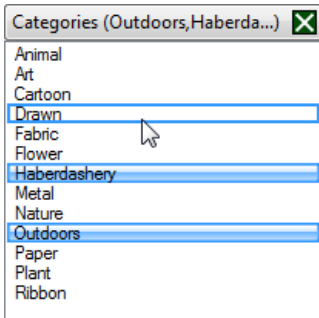 Categories (Outdoors,Haberda...)
Animal
Art
Cartoon
Drawn
Fabric
Flower
Haberdashery
Metal
Nature
Outdoors
Paper
Plant
Ribbon